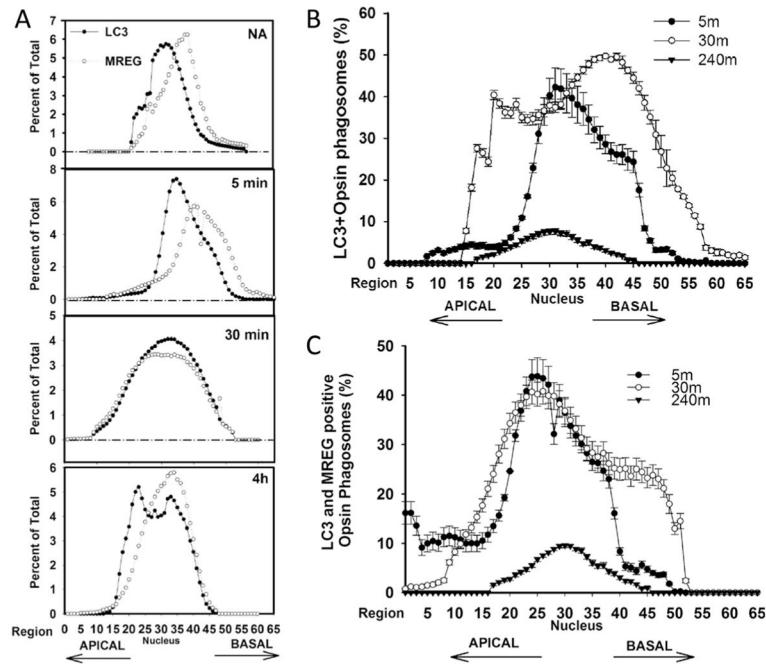 A
LC3
MREG
NA
Percent of Total
7
6
5
4
3
2
1
0
5 min
Percent of Total
8
6
4
2
0
30 min
Percent of Total
5
4
3
2
1
0
4h
Percent of Total
6
5
4
3
2
1
0
Region
0 5 10 15 20 25 30 35 40 45 50 55 60 65
Nucleus
APICAL
BASAL
B
5m
30m
240m
LC3+Opsin phagosomes (%)
60
50
40
30
20
10
0
Region 5 10 15 20 25 30 35 40 45 50 55 60 65
Nucleus
APICAL
BASAL
C
5m
30m
240m
LC3 and MREG positive
Opsin Phagosomes (%)
50
40
30
20
10
0
Region 5 10 15 20 25 30 35 40 45 50 55 60 65
Nucleus
APICAL
BASAL